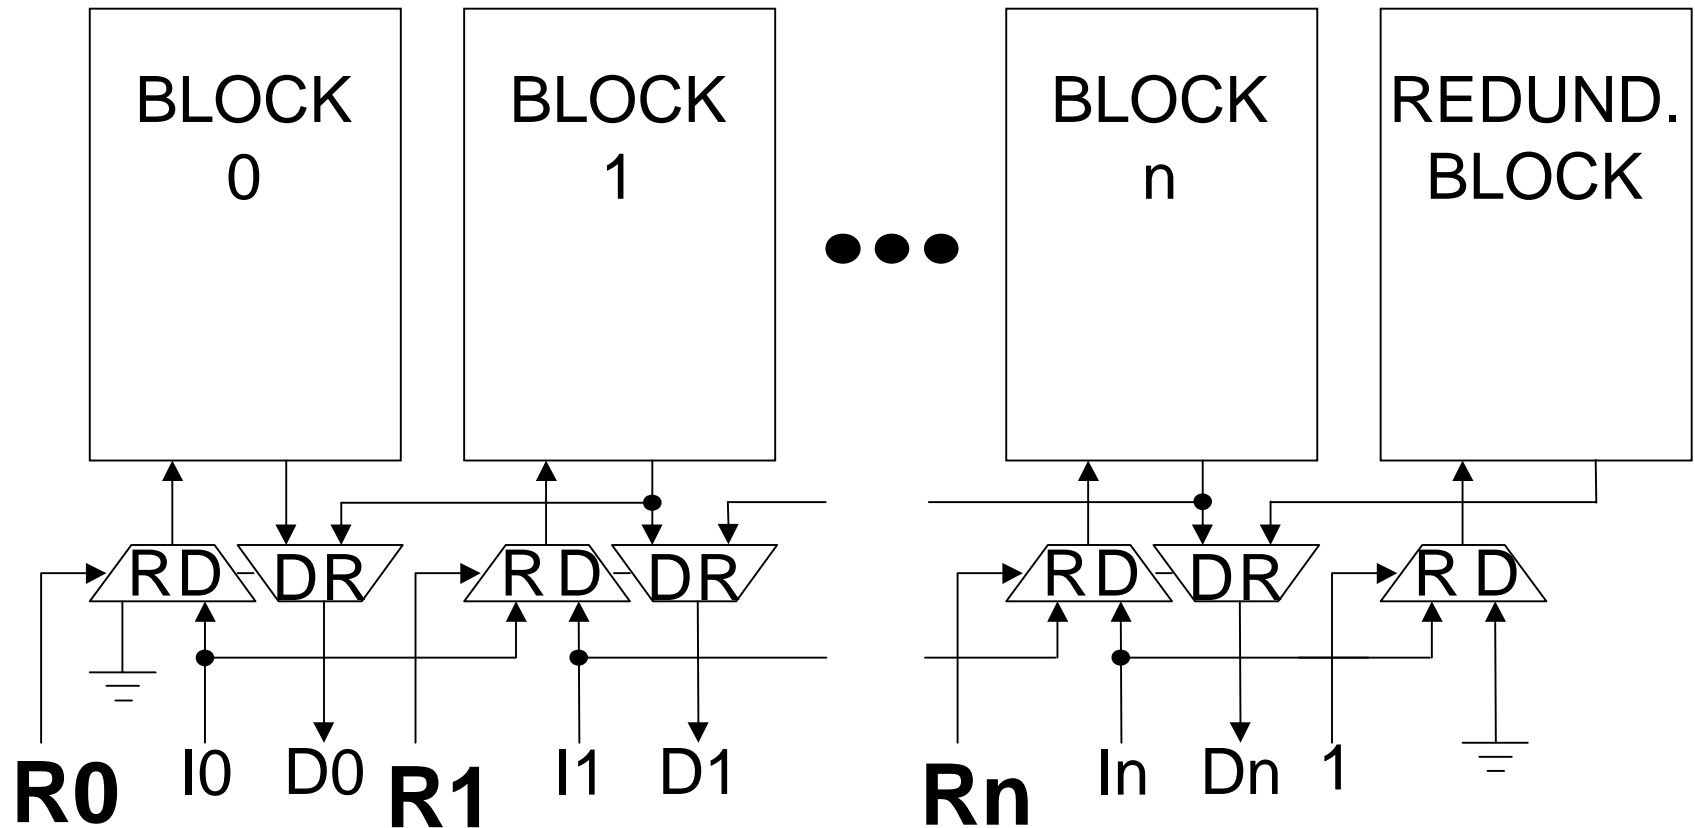 BLOCK
0
BLOCK
1
BLOCK
n
REDUND.
BLOCK
R D
D R
R D
D R
R D
D R
R D
R0
I0
D0
R1
I1
D1
Rn
In
Dn
1